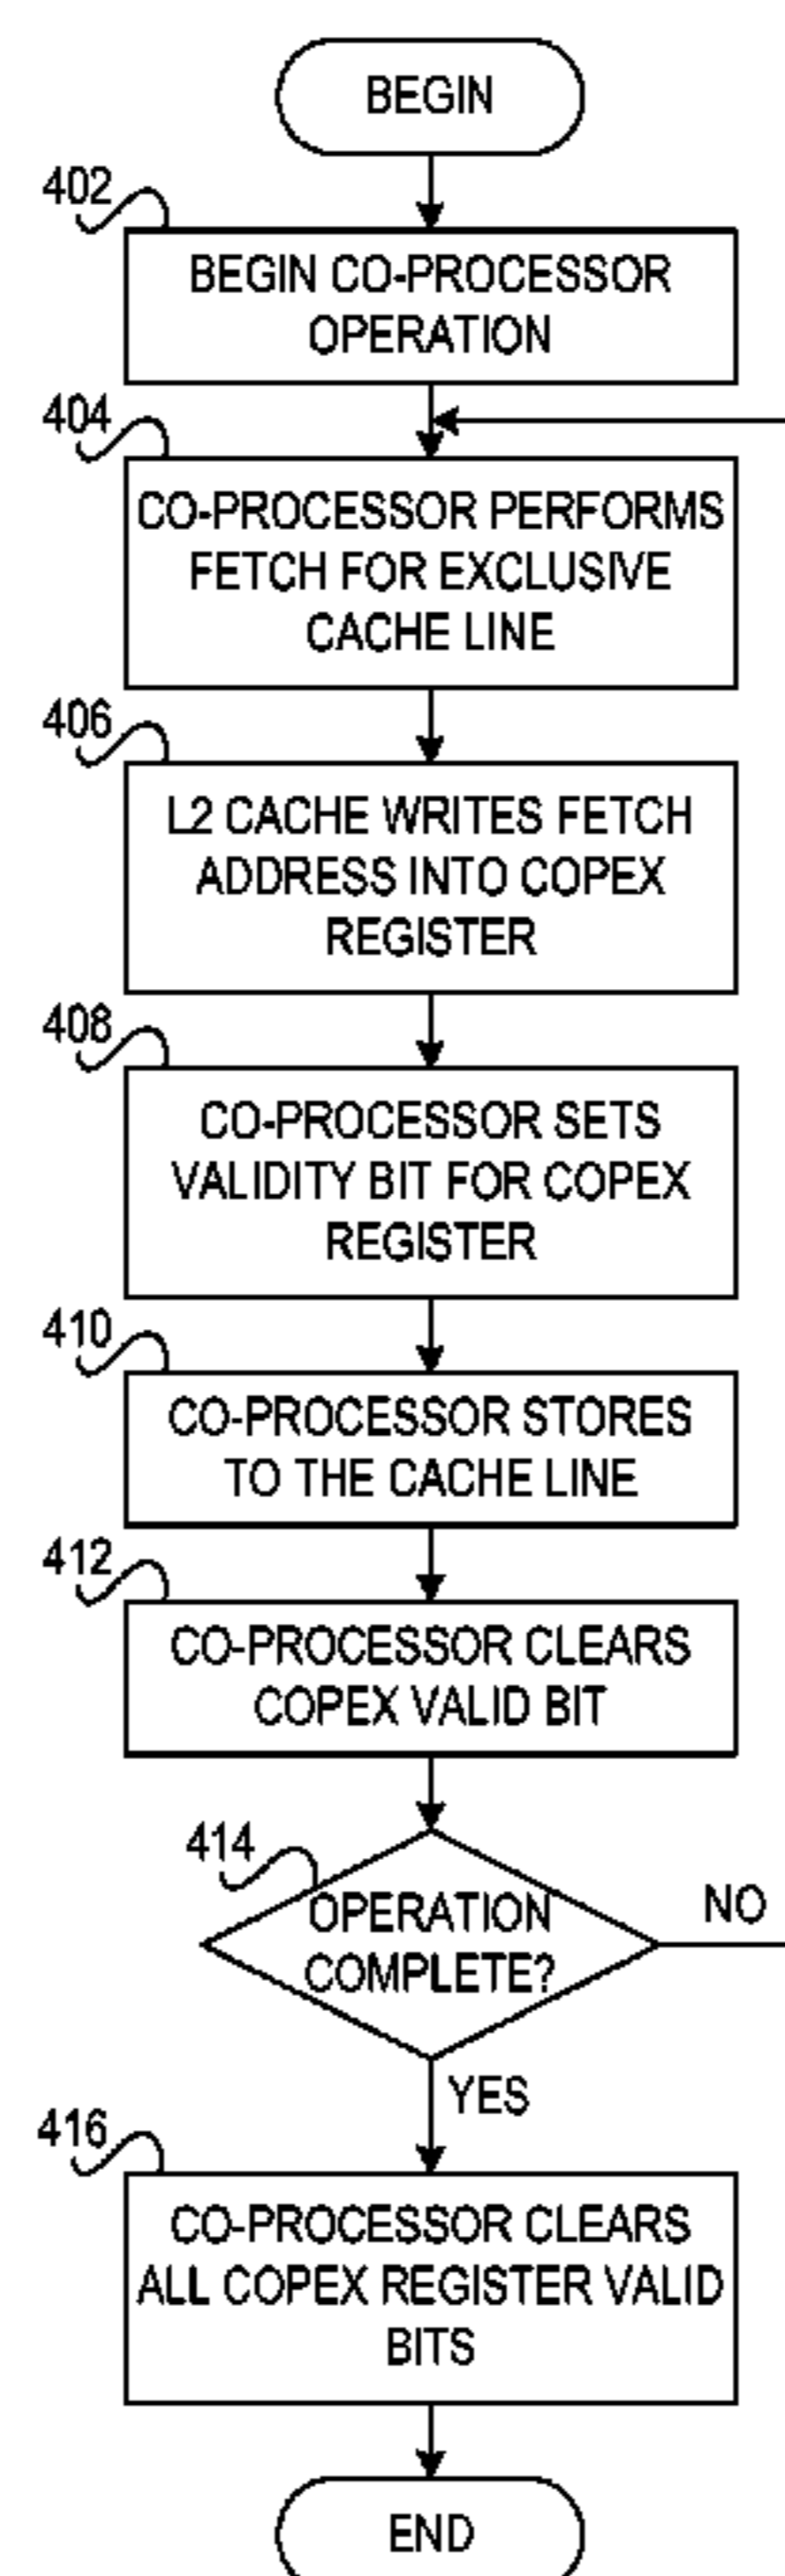 BEGIN
402
BEGIN CO-PROCESSOR
OPERATION
404
CO-PROCESSOR PERFORMS
FETCH FOR EXCLUSIVE
CACHE LINE
406
L2 CACHE WRITES FETCH
ADDRESS INTO COPEX
REGISTER
408
CO-PROCESSOR SETS
VALIDITY BIT FOR COPEX
REGISTER
410
CO-PROCESSOR STORES
TO THE CACHE LINE
412
CO-PROCESSOR CLEARS
COPEX VALID BIT
414
OPERATION
COMPLETE?
NO
YES
416
CO-PROCESSOR CLEARS
ALL COPEX REGISTER VALID
BITS
END